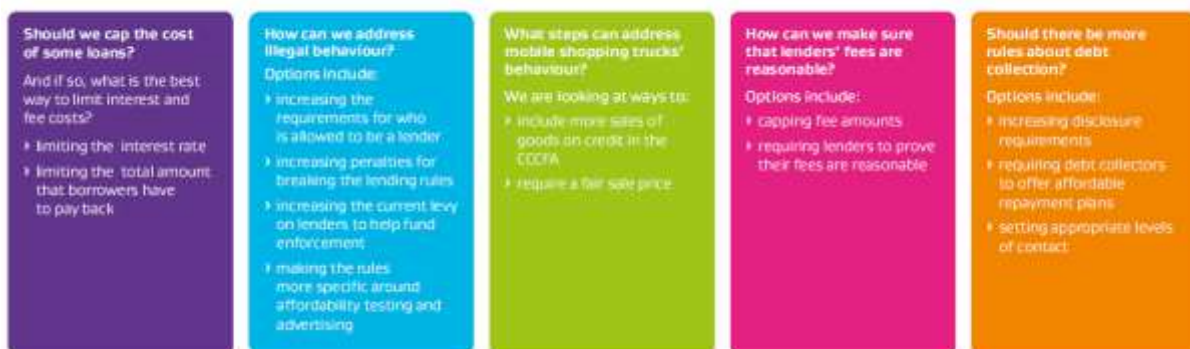 Should we cap the cost
of some loans?
And if so, what is the best
way to limit interest and
fee costs?
› limiting the interest rate
› limiting the total amount
that borrowers have
to pay back
How can we address
illegal behaviour?
Options include:
› increasing the
requirements for who
is allowed to be a lender
› increasing penalties for
breaking the lending rules
› increasing the current levy
on lenders to help fund
enforcement
› making the rules
more specific around
affordability testing and
advertising
What steps can address
mobile shopping trucks'
behaviour?
We are looking at ways to:
› include more sales of
goods on credit in the
CCCFA
› require a fair sale price
How can we make sure
that lenders' fees are
reasonable?
Options include:
› capping fee amounts
› requiring lenders to prove
their fees are reasonable
Should there be more
rules about debt
collection?
Options include:
› increasing disclosure
requirements
› requiring debt collectors
to offer affordable
repayment plans
› setting appropriate levels
of contact